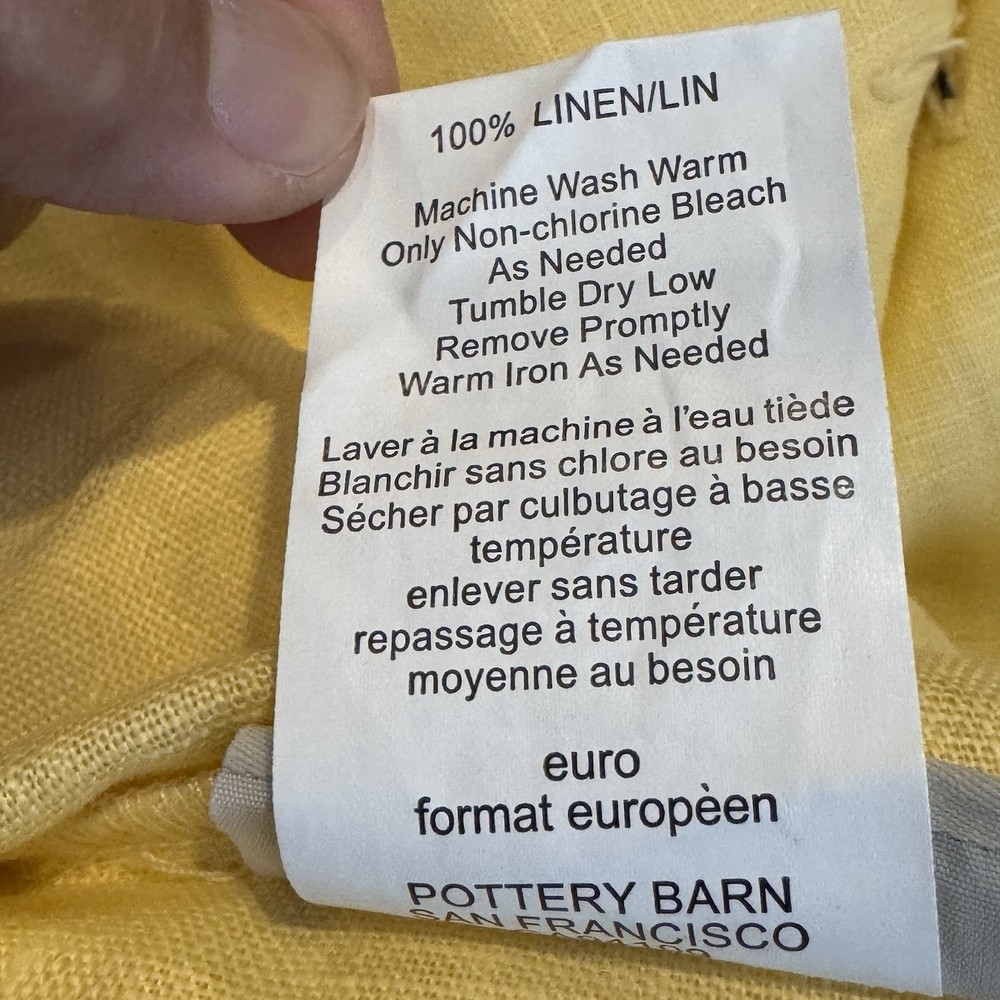 100% LINEN/LIN
Machine Wash Warm
Only Non-chlorine Bleach
As Needed
Tumble Dry Low
Remove Promptly
Warm Iron As Needed
Laver à la machine à l'eau tiède
Blanchir sans chlore au besoin
Sécher par culbutage à basse
température
enlever sans tarder
repassage à température
moyenne au besoin
euro
format europèen
POTTERY BARN
SAN FRANCISCO